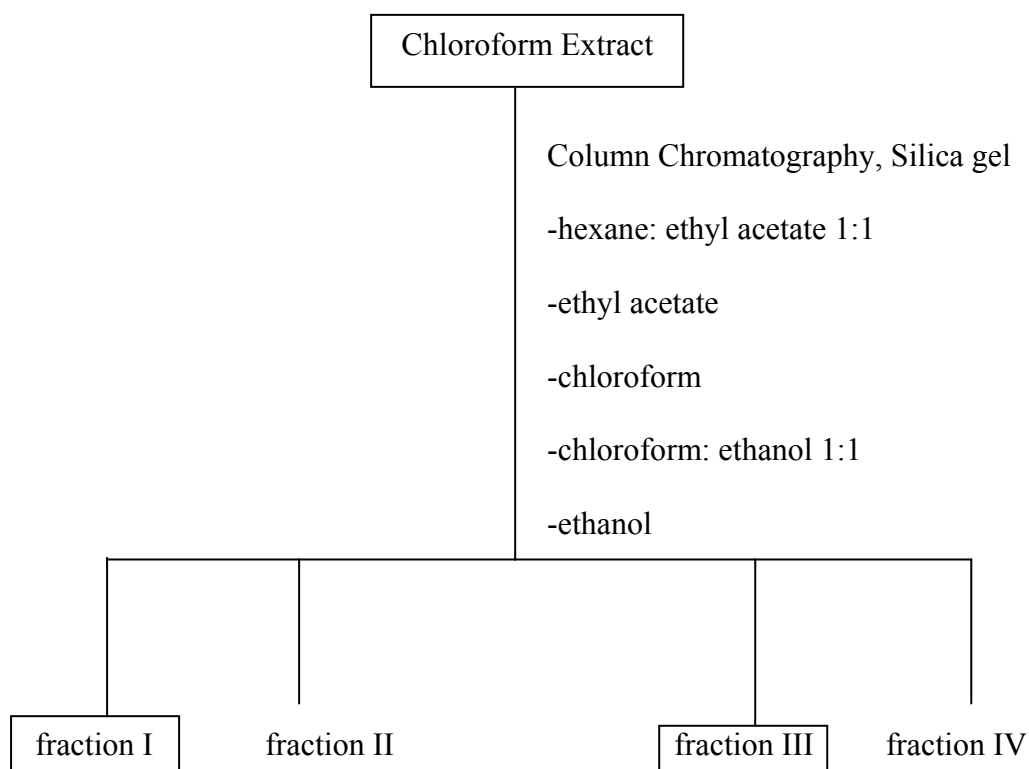 Chloroform Extract
Column Chromatography, Silica gel
-hexane: ethyl acetate 1:1
-ethyl acetate
-chloroform
-chloroform: ethanol 1:1
-ethanol
fraction I
fraction II
fraction III
fraction IV